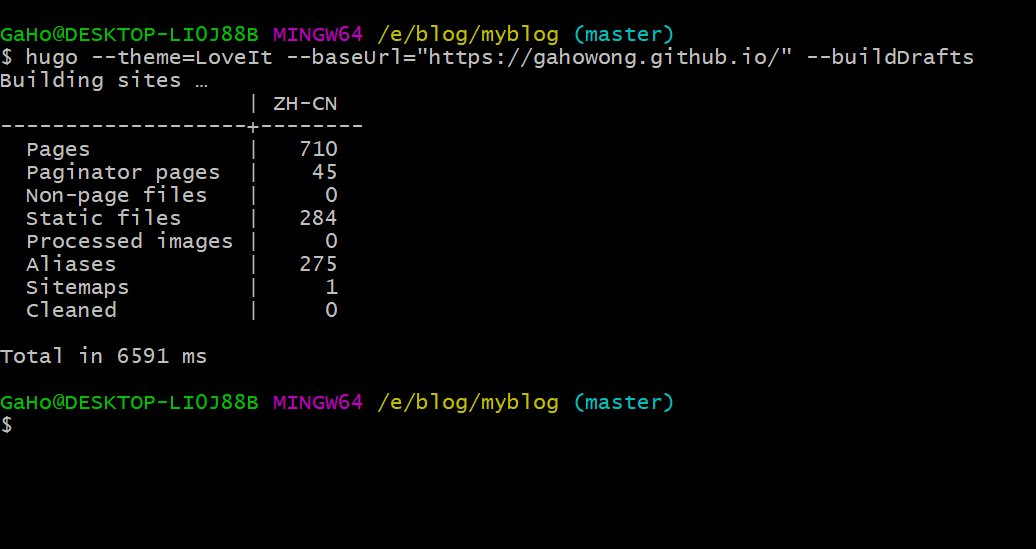 GaHo@DESKTOP-LI0J88B MINGW64 /e/blog/myblog (master)
$ hugo --theme=LoveIt --baseUrl="https://gahowong.github.io/" --buildDrafts
Building sites …
                   | ZH-CN
-------------------+--------
  Pages            |   710
  Paginator pages  |    45
  Non-page files   |     0
  Static files     |   284
  Processed images |     0
  Aliases          |   275
  Sitemaps         |     1
  Cleaned          |     0
Total in 6591 ms
GaHo@DESKTOP-LI0J88B MINGW64 /e/blog/myblog (master)
$